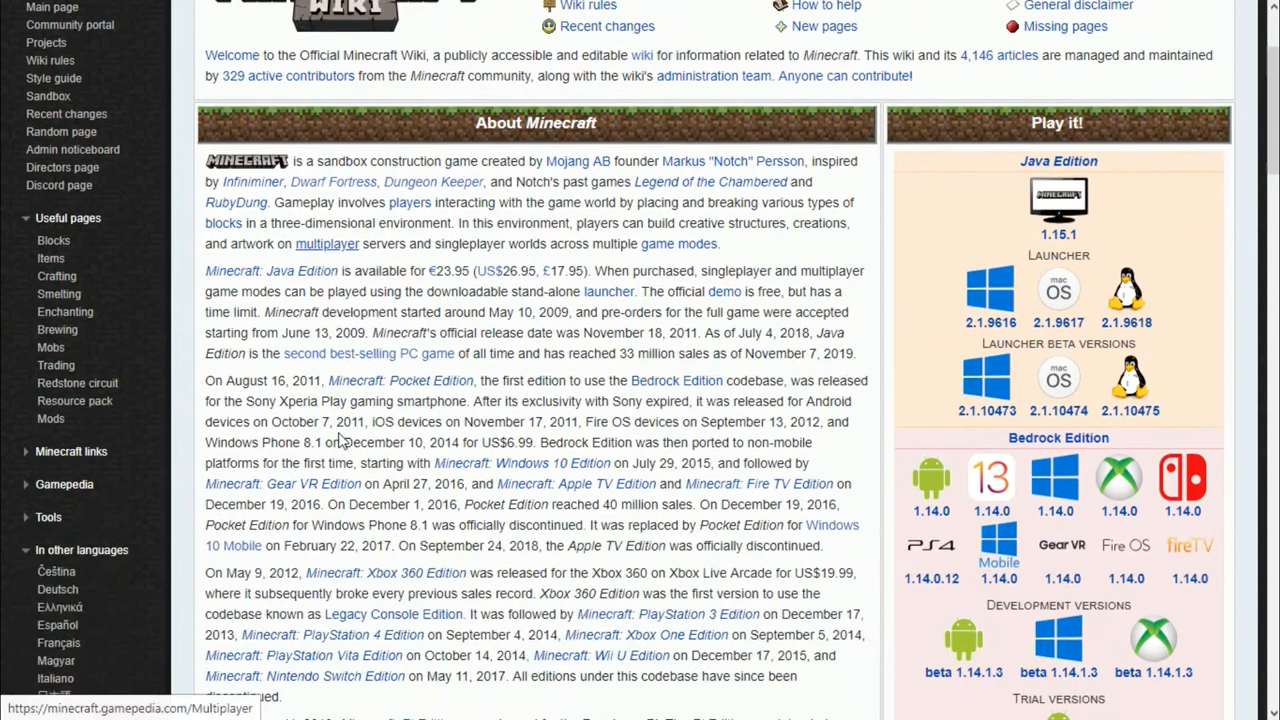 WIKI
Main page
Community portal
Projects
Wiki rules
Style guide
Sandbox
Recent changes
Random page
Admin noticeboard
Directors page
Discord page
Useful pages
Blocks
Items
Crafting
Smelting
Enchanting
Brewing
Mobs
Trading
Redstone circuit
Resource pack
Mods
Minecraft links
Gamepedia
Tools
In other languages
Čeština
Deutsch
Ελληνικά
Español
Français
Magyar
Italiano
https://minecraft.gamepedia.com/Multiplayer
Wiki rules
How to help
General disclaimer
Recent changes
New pages
Missing pages
Welcome to the Official Minecraft Wiki, a publicly accessible and editable wiki for information related to Minecraft. This wiki and its 4,146 articles are managed and maintained
by 329 active contributors from the Minecraft community, along with the wiki's administration team. Anyone can contribute!
About Minecraft
MINECRAFT is a sandbox construction game created by Mojang AB founder Markus "Notch" Persson, inspired
by Infiniminer, Dwarf Fortress, Dungeon Keeper, and Notch's past games Legend of the Chambered and
RubyDung. Gameplay involves players interacting with the game world by placing and breaking various types of
blocks in a three-dimensional environment. In this environment, players can build creative structures, creations,
and artwork on multiplayer servers and singleplayer worlds across multiple game modes.
Minecraft: Java Edition is available for €23.95 (US$26.95, £17.95). When purchased, singleplayer and multiplayer
game modes can be played using the downloadable stand-alone launcher. The official demo is free, but has a
time limit. Minecraft development started around May 10, 2009, and pre-orders for the full game were accepted
starting from June 13, 2009. Minecraft's official release date was November 18, 2011. As of July 4, 2018, Java
Edition is the second best-selling PC game of all time and has reached 33 million sales as of November 7, 2019.
On August 16, 2011, Minecraft: Pocket Edition, the first edition to use the Bedrock Edition codebase, was released
for the Sony Xperia Play gaming smartphone. After its exclusivity with Sony expired, it was released for Android
devices on October 7, 2011, iOS devices on November 17, 2011, Fire OS devices on September 13, 2012, and
Windows Phone 8.1 on December 10, 2014 for US$6.99. Bedrock Edition was then ported to non-mobile
platforms for the first time, starting with Minecraft: Windows 10 Edition on July 29, 2015, and followed by
Minecraft: Gear VR Edition on April 27, 2016, and Minecraft: Apple TV Edition and Minecraft: Fire TV Edition on
December 19, 2016. On December 1, 2016, Pocket Edition reached 40 million sales. On December 19, 2016,
Pocket Edition for Windows Phone 8.1 was officially discontinued. It was replaced by Pocket Edition for Windows
10 Mobile on February 22, 2017. On September 24, 2018, the Apple TV Edition was officially discontinued.
On May 9, 2012, Minecraft: Xbox 360 Edition was released for the Xbox 360 on Xbox Live Arcade for US$19.99,
where it subsequently broke every previous sales record. Xbox 360 Edition was the first version to use the
codebase known as Legacy Console Edition. It was followed by Minecraft: PlayStation 3 Edition on December 17,
2013, Minecraft: PlayStation 4 Edition on September 4, 2014, Minecraft: Xbox One Edition on September 5, 2014,
Minecraft: PlayStation Vita Edition on October 14, 2014, Minecraft: Wii U Edition on December 17, 2015, and
Minecraft: Nintendo Switch Edition on May 11, 2017. All editions under this codebase have since been
discontinued.
Play it!
Java Edition
MINECRAFT
1.15.1
LAUNCHER
mac OS
2.1.9616 2.1.9617 2.1.9618
LAUNCHER BETA VERSIONS
mac OS
2.1.10473 2.1.10474 2.1.10475
Bedrock Edition
13
1.14.0 1.14.0 1.14.0 1.14.0 1.14.0
PS4 Mobile Gear VR Fire OS fireTV
1.14.0.12 1.14.0 1.14.0 1.14.0 1.14.0
DEVELOPMENT VERSIONS
beta 1.14.1.3 beta 1.14.1.3 beta 1.14.1.3
TRIAL VERSIONS